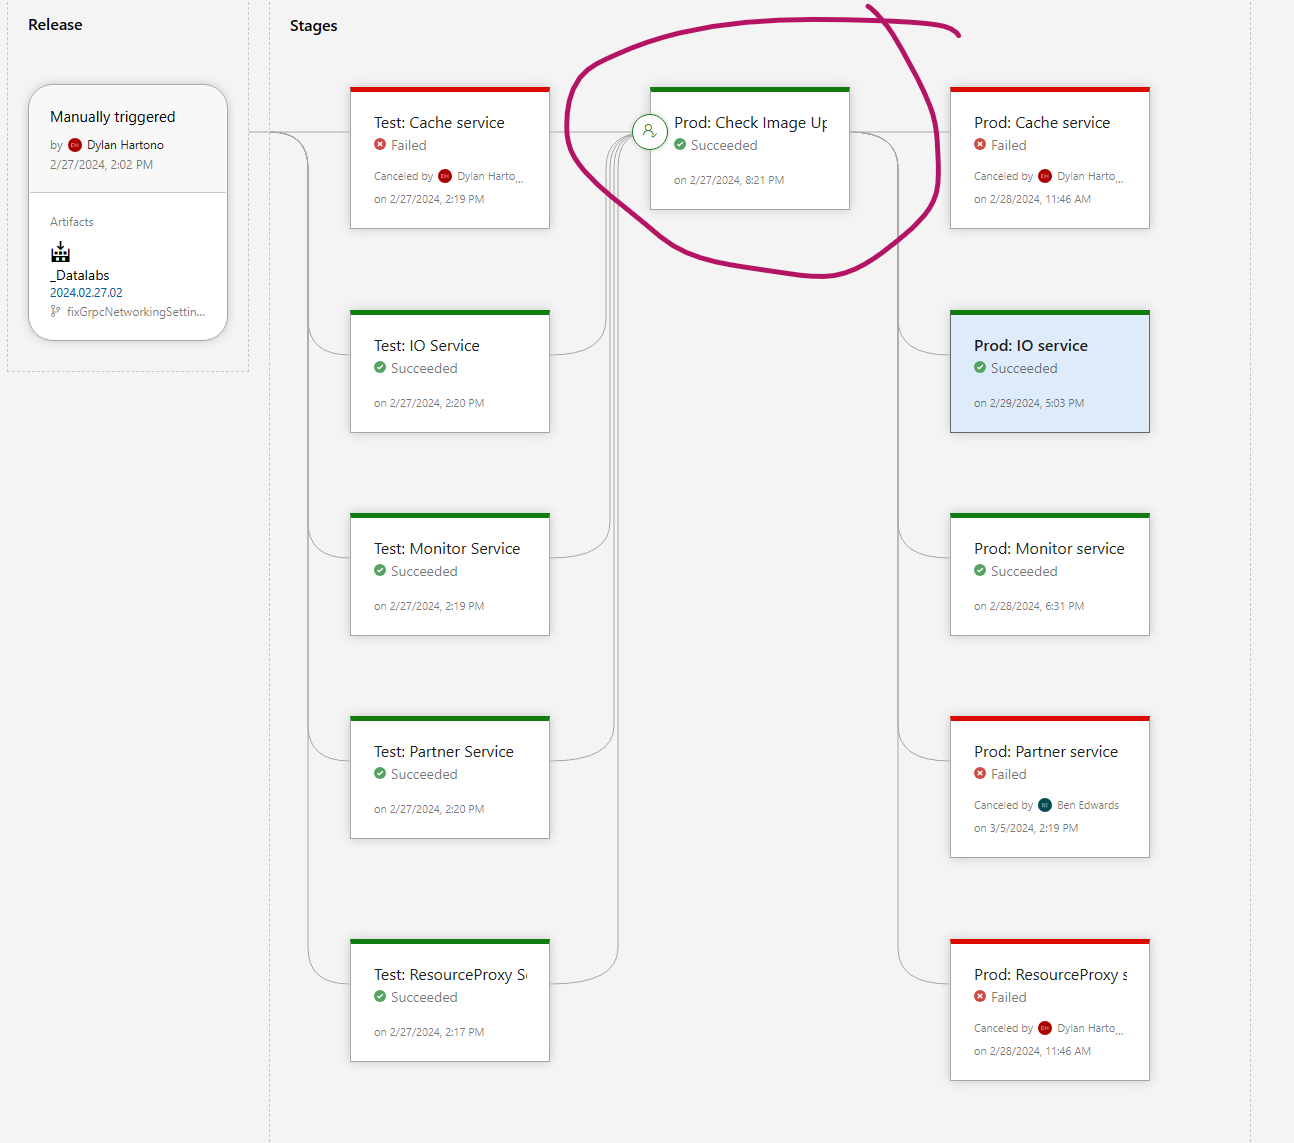 Release
Stages
Manually triggered
by DH Dylan Hartono
2/27/2024, 2:02 PM
Artifacts
_Datalabs
2024.02.27.02
fixGrpcNetworkingSettin...
Test: Cache service
Failed
Canceled by DH Dylan Harto...
on 2/27/2024, 2:19 PM
Test: IO Service
Succeeded
on 2/27/2024, 2:20 PM
Test: Monitor Service
Succeeded
on 2/27/2024, 2:19 PM
Test: Partner Service
Succeeded
on 2/27/2024, 2:20 PM
Test: ResourceProxy S
Succeeded
on 2/27/2024, 2:17 PM
Prod: Check Image Up
Succeeded
on 2/27/2024, 8:21 PM
Prod: Cache service
Failed
Canceled by DH Dylan Harto...
on 2/28/2024, 11:46 AM
Prod: IO service
Succeeded
on 2/29/2024, 5:03 PM
Prod: Monitor service
Succeeded
on 2/28/2024, 6:31 PM
Prod: Partner service
Failed
Canceled by Ben Edwards
on 3/5/2024, 2:19 PM
Prod: ResourceProxy s
Failed
Canceled by DH Dylan Harto...
on 2/28/2024, 11:46 AM